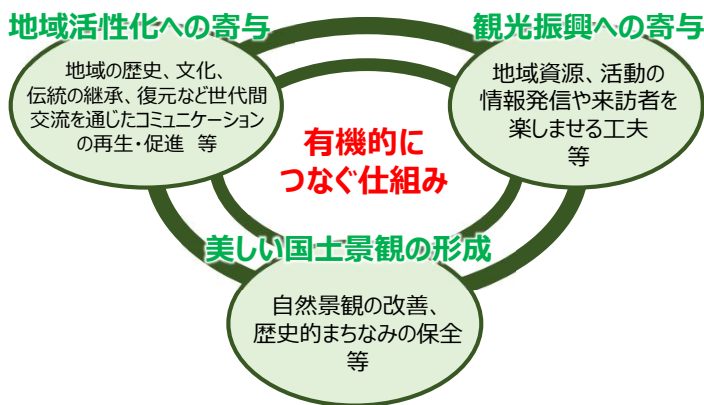 地域活性化への寄与
地域の歴史、文化、
伝統の継承、復元など世代間
交流を通じたコミュニケーション
の再生・促進　等
観光振興への寄与
地域資源、活動の
情報発信や来訪者を
楽しませる工夫
等
有機的に
つなぐ仕組み
美しい国土景観の形成
自然景観の改善、
歴史的まちなみの保全
等